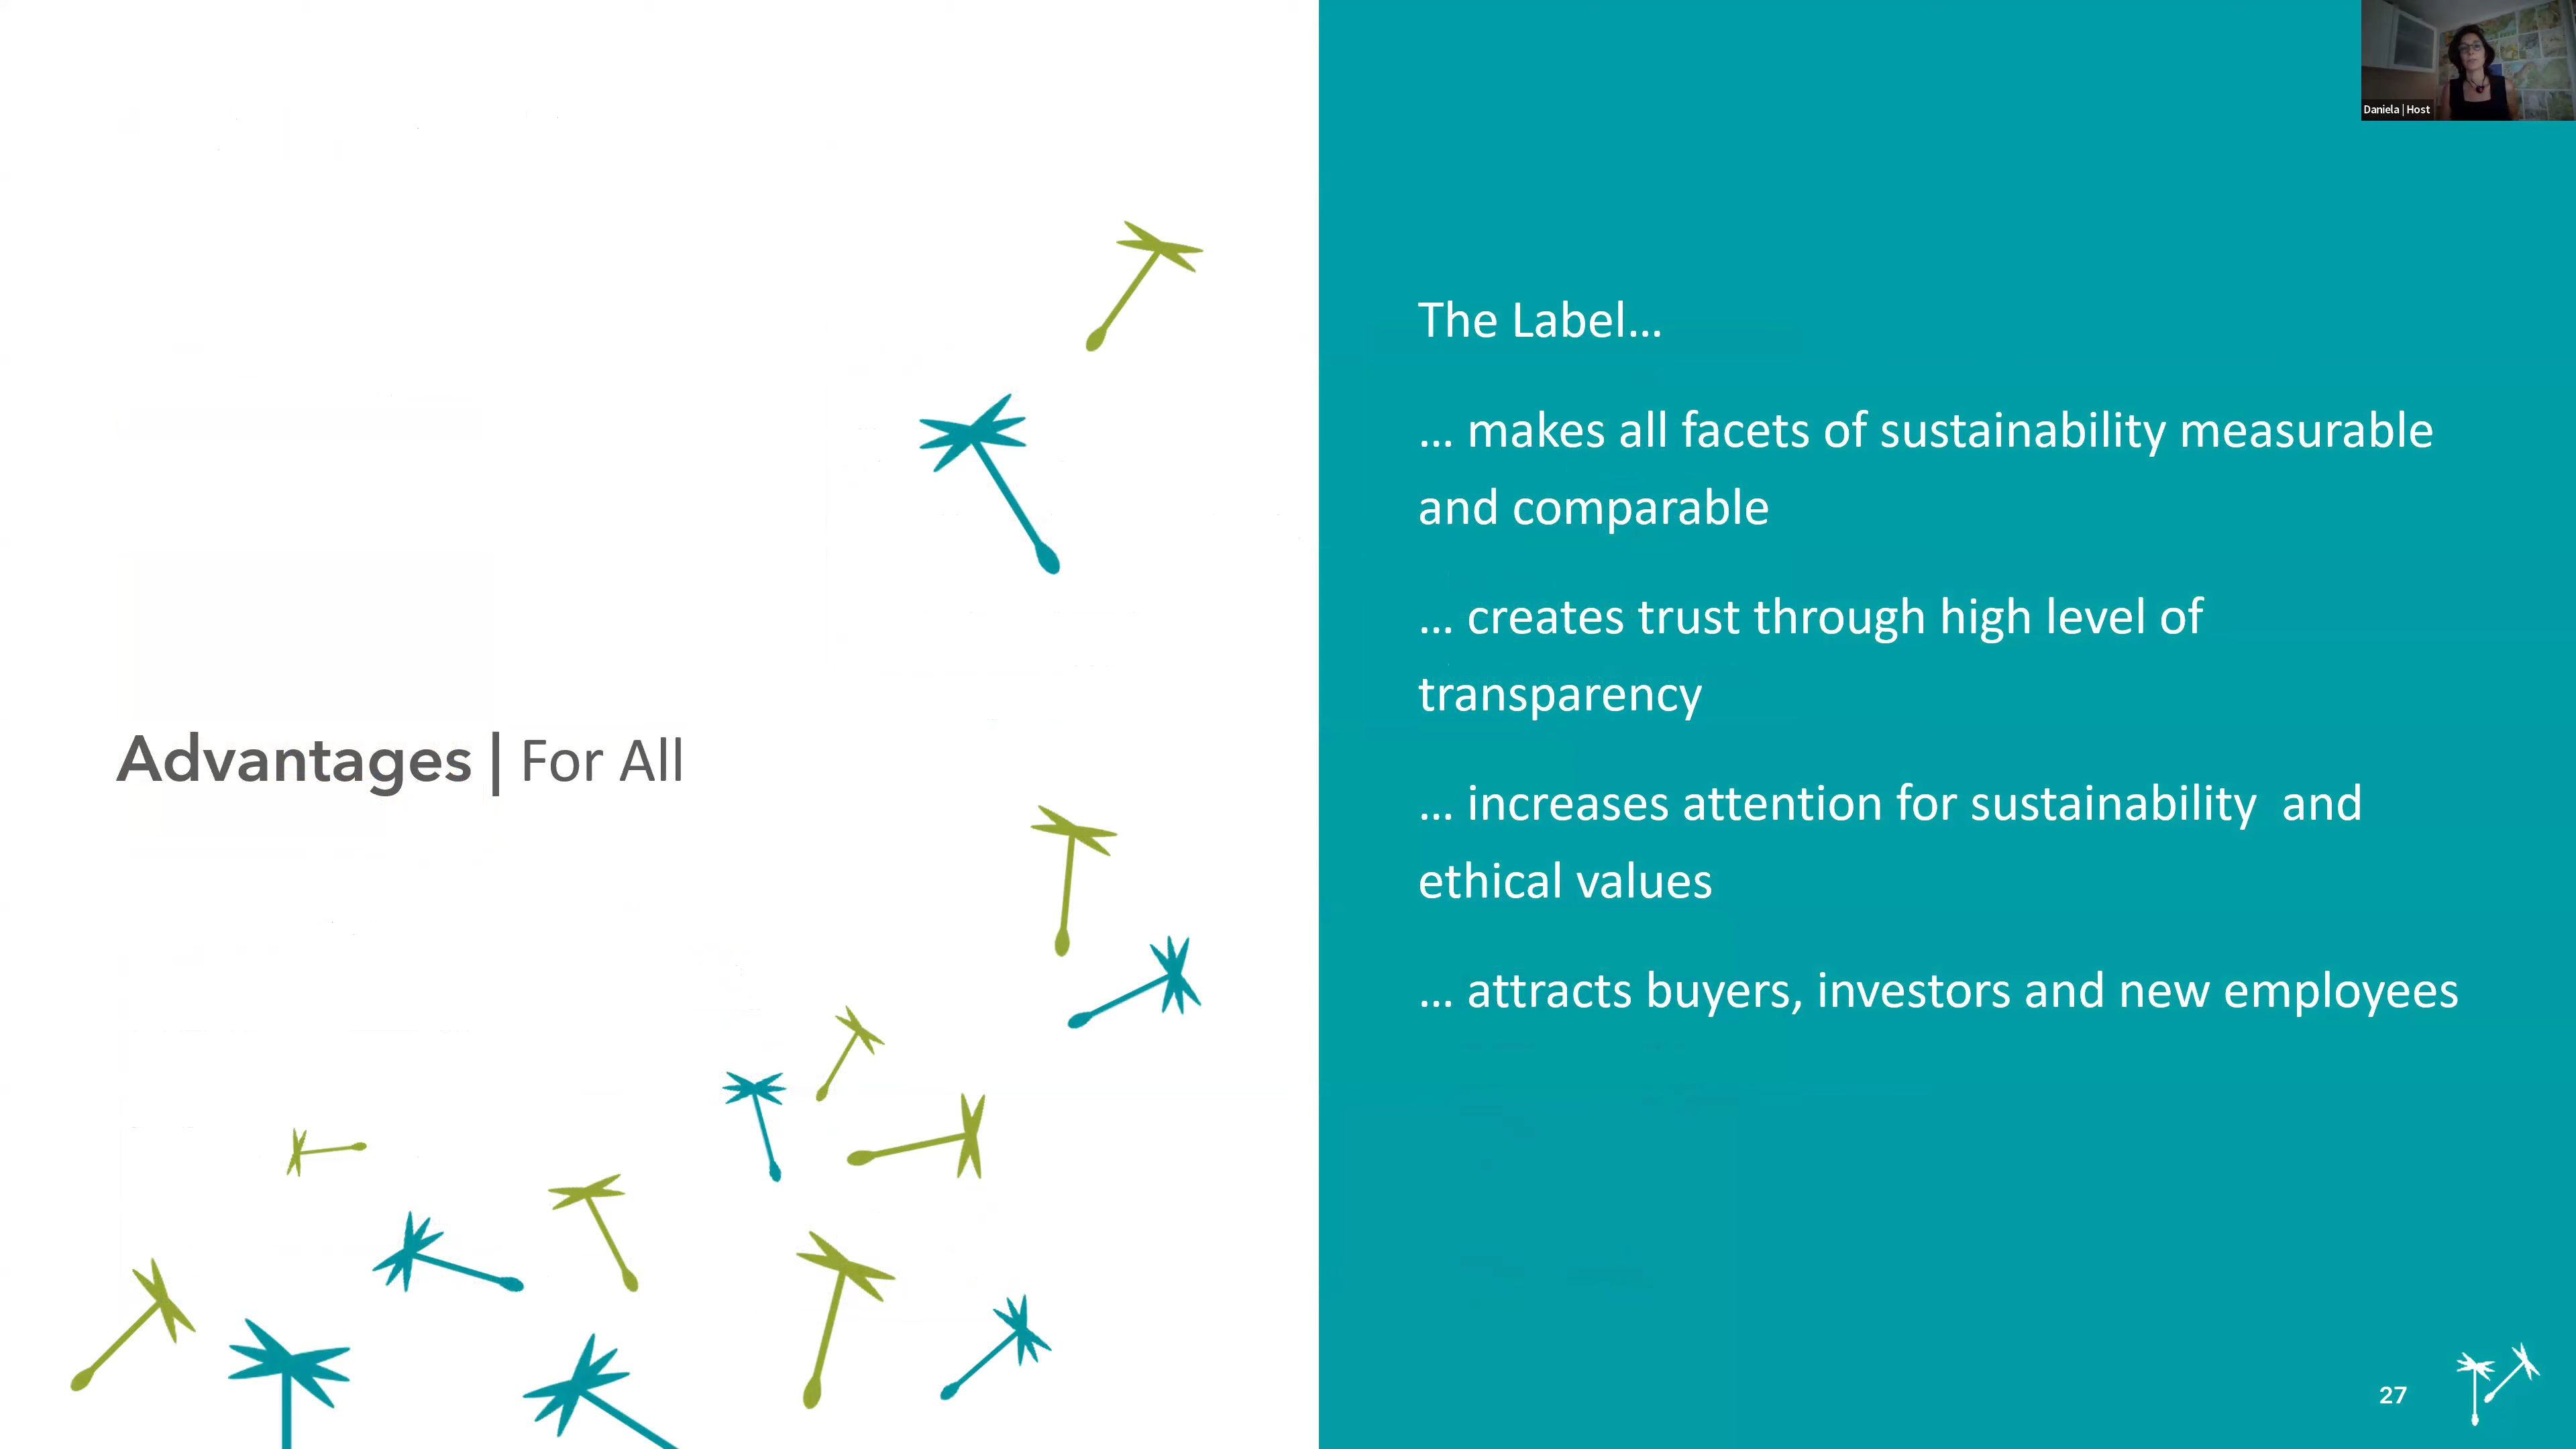 Daniela | Host
Advantages | For All
The Label...
... makes all facets of sustainability measurable
and comparable
... creates trust through high level of
transparency
... increases attention for sustainability  and
ethical values
... attracts buyers, investors and new employees
27